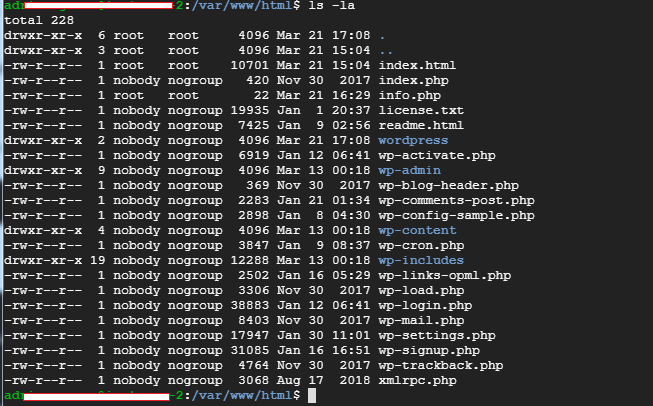 adm -2:/var/www/html$ ls -la
total 228
drwxr-xr-x  6 root   root     4096 Mar 21 17:08 .
drwxr-xr-x  3 root   root     4096 Mar 21 15:04 ..
-rw-r--r--  1 root   root    10701 Mar 21 15:04 index.html
-rw-r--r--  1 nobody nogroup   420 Nov 30  2017 index.php
-rw-r--r--  1 root   root       22 Mar 21 16:29 info.php
-rw-r--r--  1 nobody nogroup 19935 Jan  1 20:37 license.txt
-rw-r--r--  1 nobody nogroup  7425 Jan  9 02:56 readme.html
drwxr-xr-x  2 nobody nogroup  4096 Mar 21 17:08 wordpress
-rw-r--r--  1 nobody nogroup  6919 Jan 12 06:41 wp-activate.php
drwxr-xr-x  9 nobody nogroup  4096 Mar 13 00:18 wp-admin
-rw-r--r--  1 nobody nogroup   369 Nov 30  2017 wp-blog-header.php
-rw-r--r--  1 nobody nogroup  2283 Jan 21 01:34 wp-comments-post.php
-rw-r--r--  1 nobody nogroup  2898 Jan  8 04:30 wp-config-sample.php
drwxr-xr-x  4 nobody nogroup  4096 Mar 13 00:18 wp-content
-rw-r--r--  1 nobody nogroup  3847 Jan  9 08:37 wp-cron.php
drwxr-xr-x 19 nobody nogroup 12288 Mar 13 00:18 wp-includes
-rw-r--r--  1 nobody nogroup  2502 Jan 16 05:29 wp-links-opml.php
-rw-r--r--  1 nobody nogroup  3306 Nov 30  2017 wp-load.php
-rw-r--r--  1 nobody nogroup 38883 Jan 12 06:41 wp-login.php
-rw-r--r--  1 nobody nogroup  8403 Nov 30  2017 wp-mail.php
-rw-r--r--  1 nobody nogroup 17947 Jan 30 11:01 wp-settings.php
-rw-r--r--  1 nobody nogroup 31085 Jan 16 16:51 wp-signup.php
-rw-r--r--  1 nobody nogroup  4764 Nov 30  2017 wp-trackback.php
-rw-r--r--  1 nobody nogroup  3068 Aug 17  2018 xmlrpc.php
-2:/var/www/html$